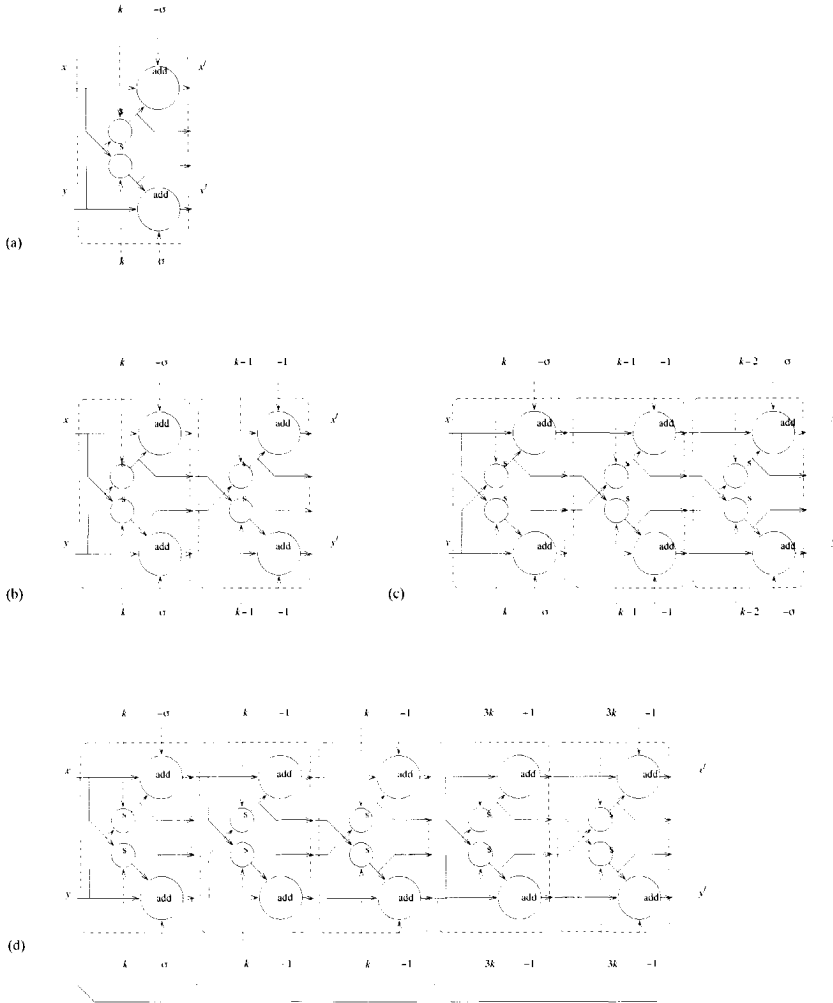 k −σ
add
x x'
s
s
y y'
add
(a)
k σ
k −σ k−1 −1
add add
x x'
s s
s s
y y'
add add
(b)
k σ k−1 −1
k −σ k−1 −1 k−2 σ
add add add
x
s s s
s s s
y
add add add
(c)
k σ k−1 −1 k−2 −σ
k −σ k −1 k −1 3k +1 3k −1
add add add add add
x x'
s s s s s
s s s s s
y y'
add add add add add
(d)
k σ k −1 k −1 3k −1 3k −1